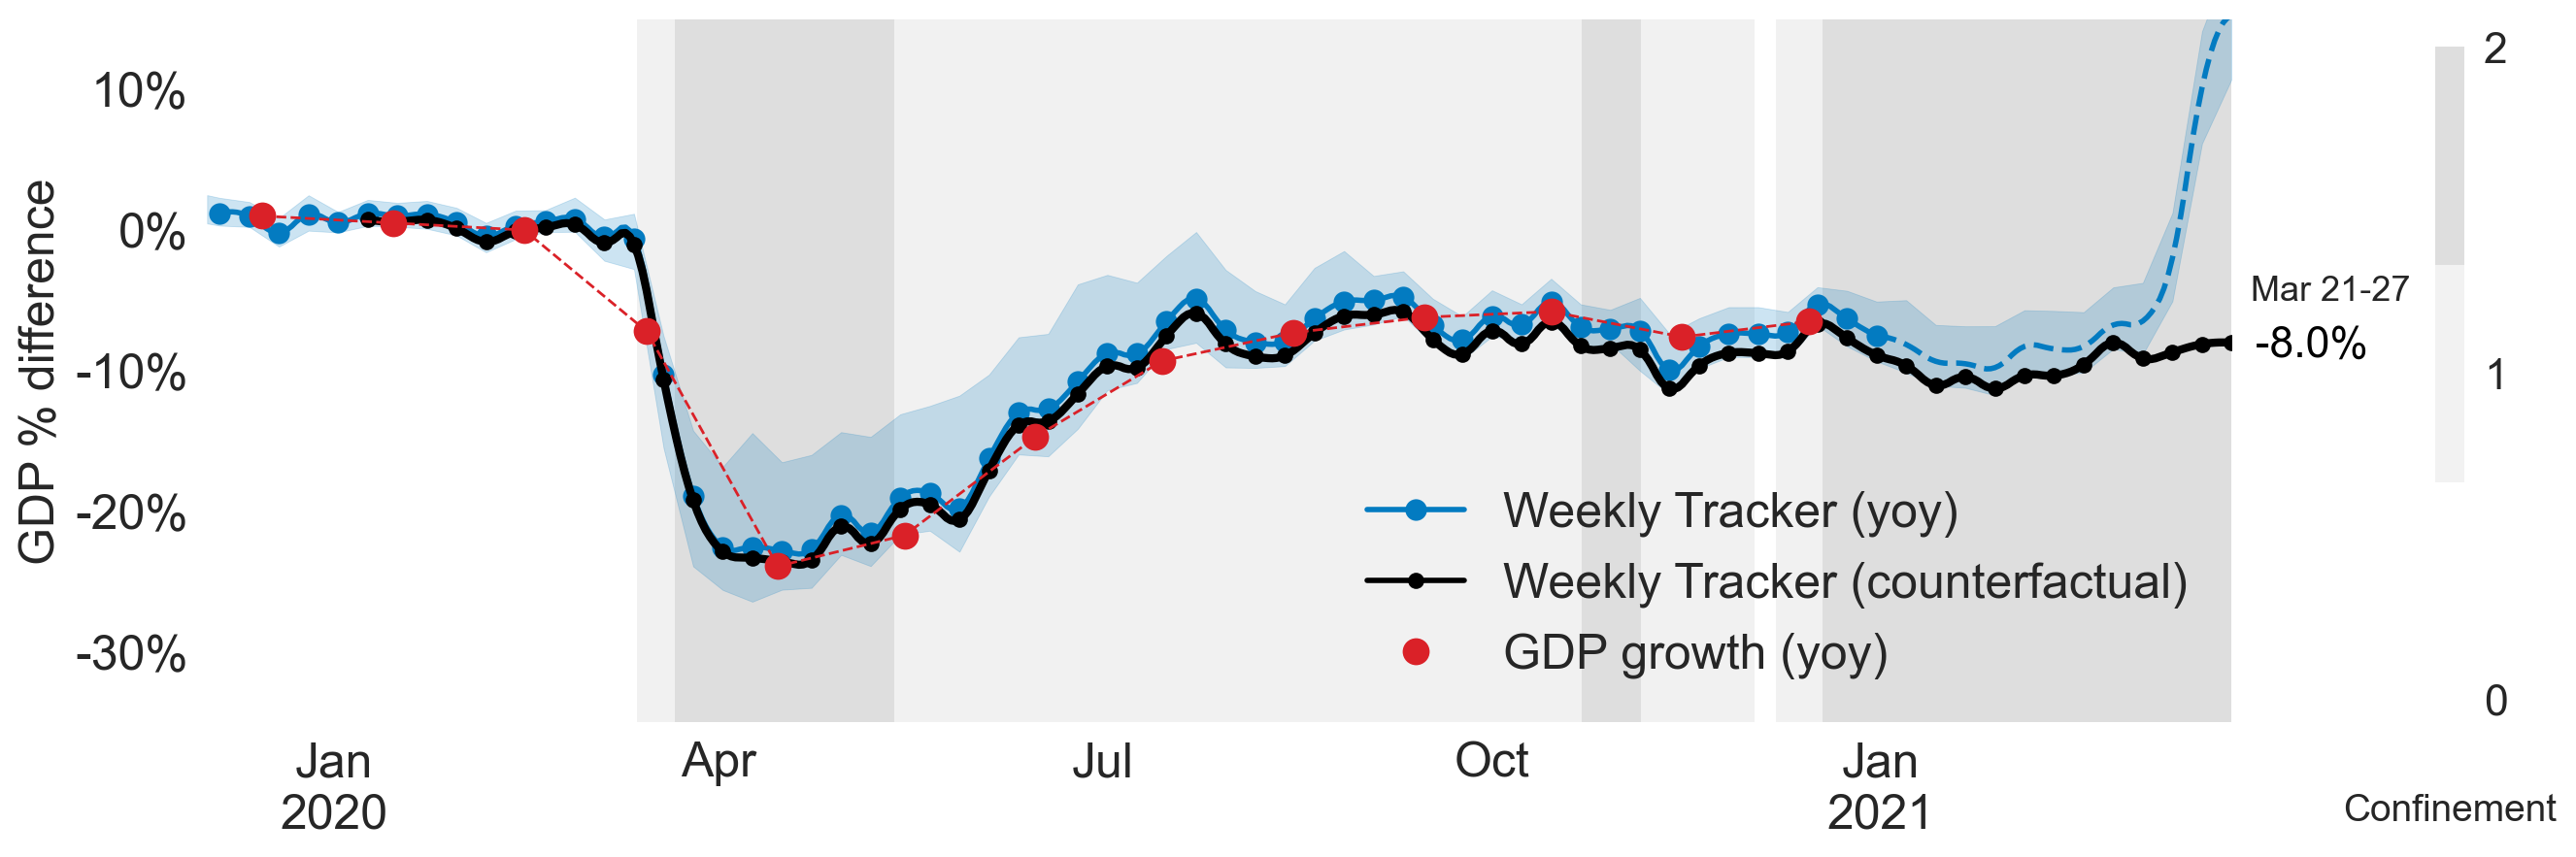 GDP % difference
10%
0%
-10%
-20%
-30%
Weekly Tracker (yoy)
Weekly Tracker (counterfactual)
GDP growth (yoy)
Jan
2020
Apr
Jul
Oct
Jan
2021
Mar 21-27
-8.0%
2
1
0
Confinement